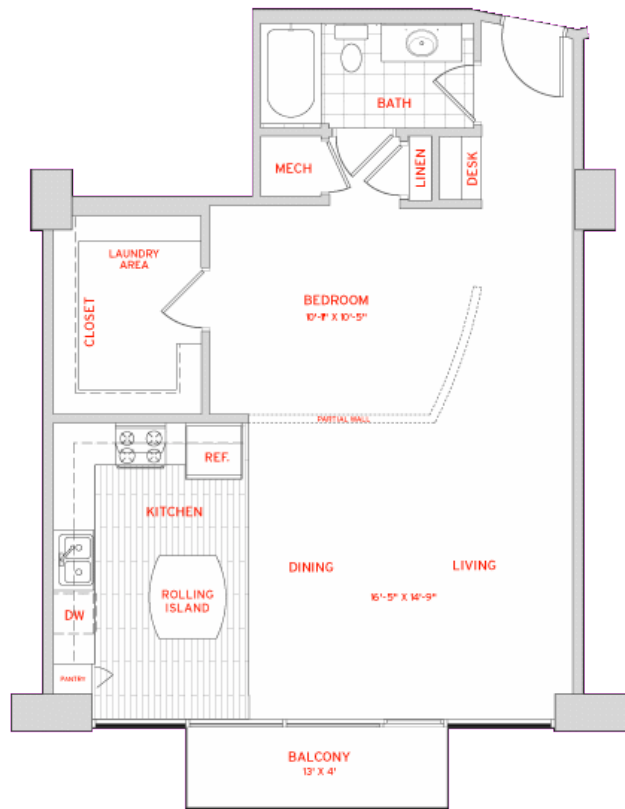 BATH
MECH
LINEN
DESK
LAUNDRY
AREA
CLOSET
BEDROOM
10'-11" X 10'-5"
PARTIAL WALL
REF.
KITCHEN
DINING
LIVING
ROLLING
ISLAND
16'-5" X 14'-9"
DW
PANTRY
BALCONY
13' X 4'